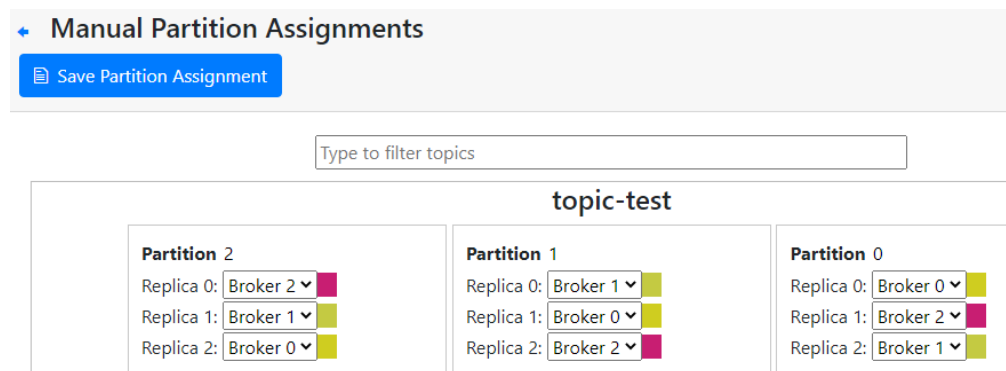 Manual Partition Assignments
Save Partition Assignment
Type to filter topics
topic-test
Partition 2
Replica 0: Broker 2
Replica 1: Broker 1
Replica 2: Broker 0
Partition 1
Replica 0: Broker 1
Replica 1: Broker 0
Replica 2: Broker 2
Partition 0
Replica 0: Broker 0
Replica 1: Broker 2
Replica 2: Broker 1